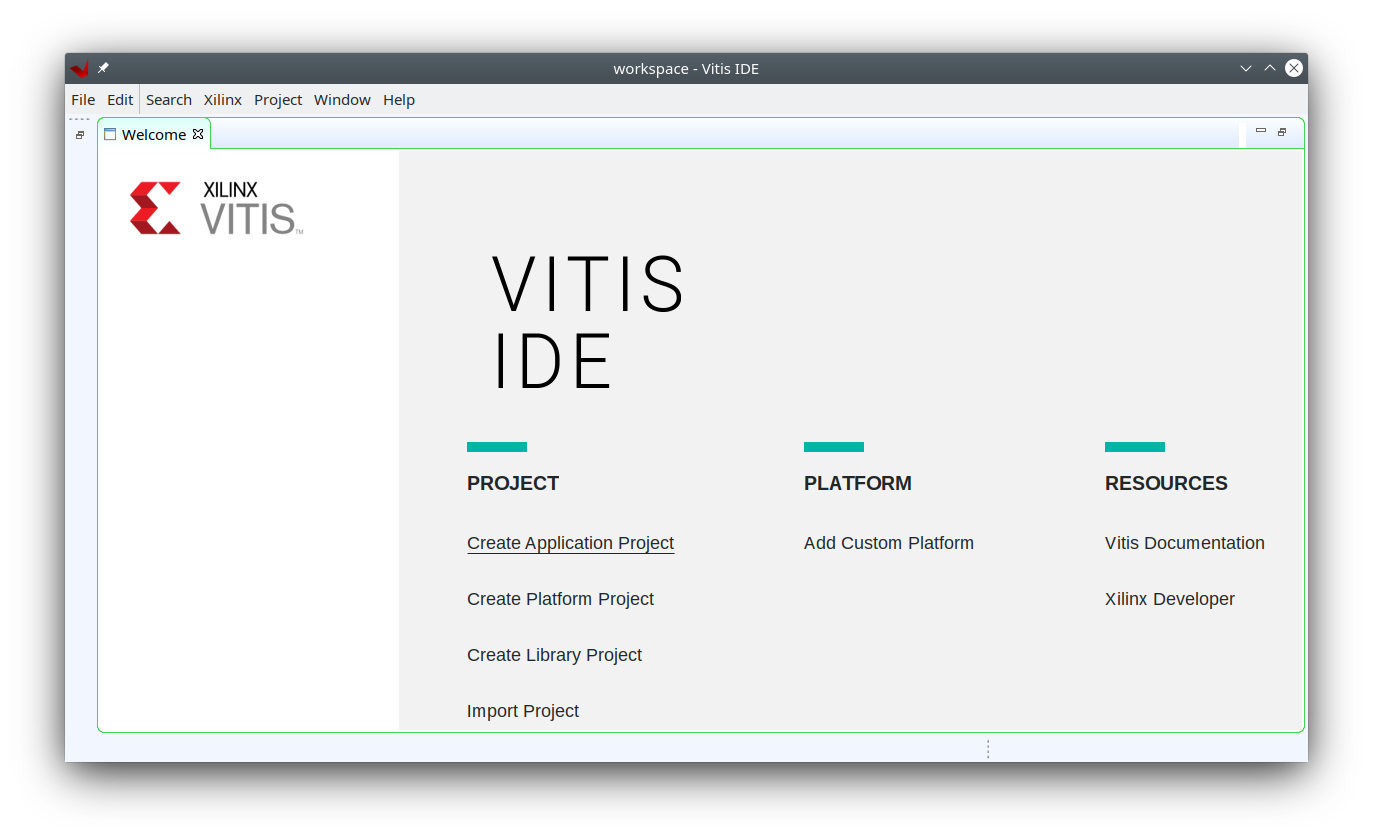 workspace - Vitis IDE
File Edit Search Xilinx Project Window Help
Welcome
XILINX
VITIS™
VITIS
IDE
PROJECT PLATFORM RESOURCES
Create Application Project Add Custom Platform Vitis Documentation
Create Platform Project Xilinx Developer
Create Library Project
Import Project